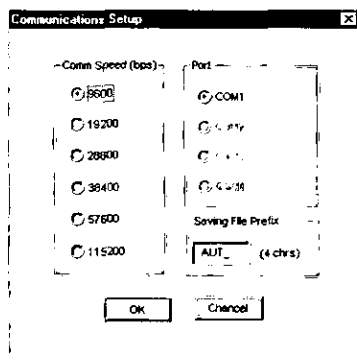 Communications Setup
Comm Speed (bps)
9600
19200
28800
38400
57600
115200
Port
COM1
Saving File Prefix
AUT_ (4 chrs)
OK
Chancel